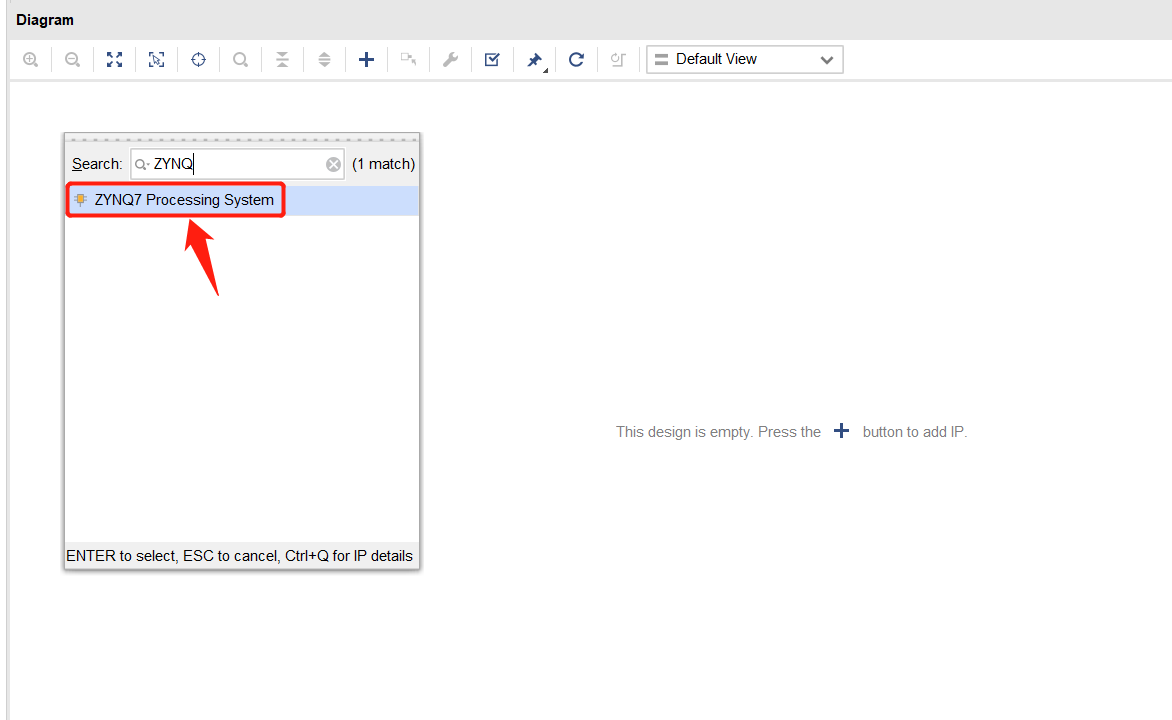 Diagram
Default View
Search: ZYNQ (1 match)
ZYNQ7 Processing System
This design is empty. Press the button to add IP.
ENTER to select, ESC to cancel, Ctrl+Q for IP details